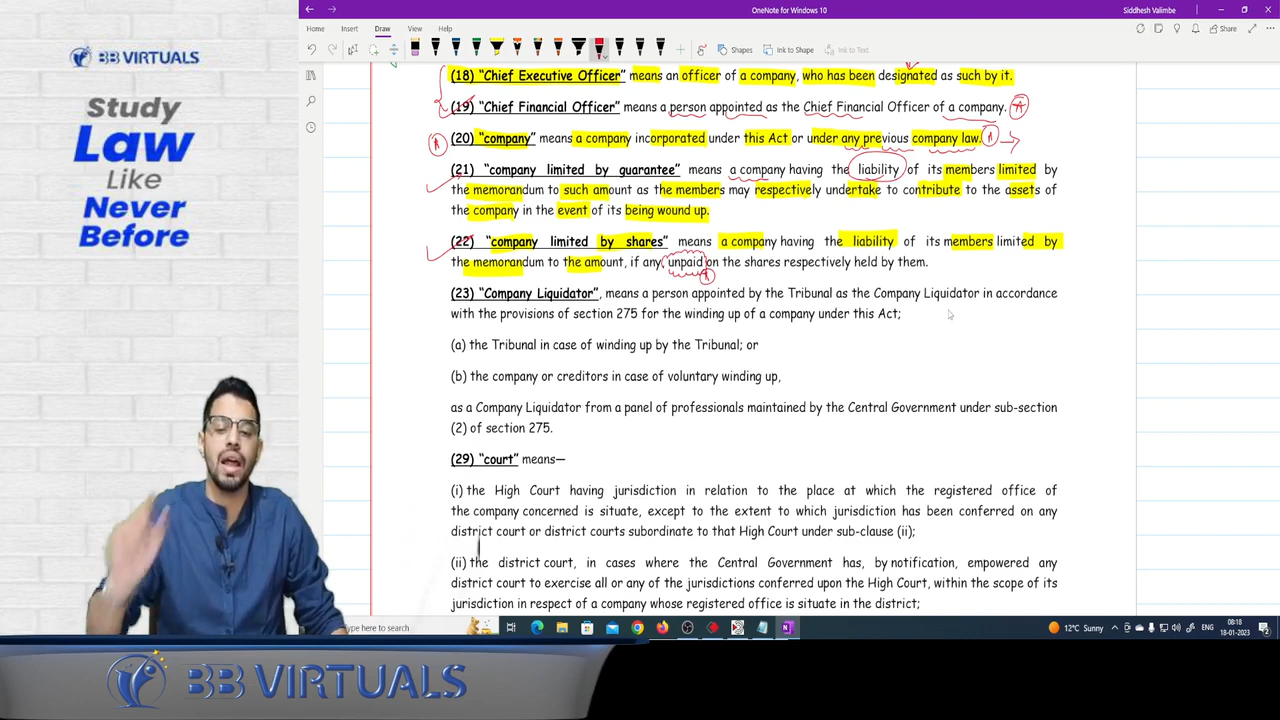 OneNote for Windows 10
Siddhesh Valimbe
Home Insert Draw View Help
Shapes Ink to Shape Ink to Text
Share
BB VIRTUALS
Study
Law
Like
Never
Before
(18) “Chief Executive Officer” means an officer of a company, who has been designated as such by it.
(19) “Chief Financial Officer” means a person appointed as the Chief Financial Officer of a company. A
A (20) “company” means a company incorporated under this Act or under any previous company law. A
(21) “company limited by guarantee” means a company having the liability of its members limited by
the memorandum to such amount as the members may respectively undertake to contribute to the assets of
the company in the event of its being wound up.
(22) “company limited by shares” means a company having the liability of its members limited by
the memorandum to the amount, if any, unpaid on the shares respectively held by them.
A
(23) “Company Liquidator”, means a person appointed by the Tribunal as the Company Liquidator in accordance
with the provisions of section 275 for the winding up of a company under this Act;
(a) the Tribunal in case of winding up by the Tribunal; or
(b) the company or creditors in case of voluntary winding up,
as a Company Liquidator from a panel of professionals maintained by the Central Government under sub-section
(2) of section 275.
(29) “court” means—
(i) the High Court having jurisdiction in relation to the place at which the registered office of
the company concerned is situate, except to the extent to which jurisdiction has been conferred on any
district court or district courts subordinate to that High Court under sub-clause (ii);
(ii) the district court, in cases where the Central Government has, by notification, empowered any
district court to exercise all or any of the jurisdictions conferred upon the High Court, within the scope of its
jurisdiction in respect of a company whose registered office is situate in the district;
Type here to search
12°C Sunny
ENG
08:18
18-01-2023
BB VIRTUALS